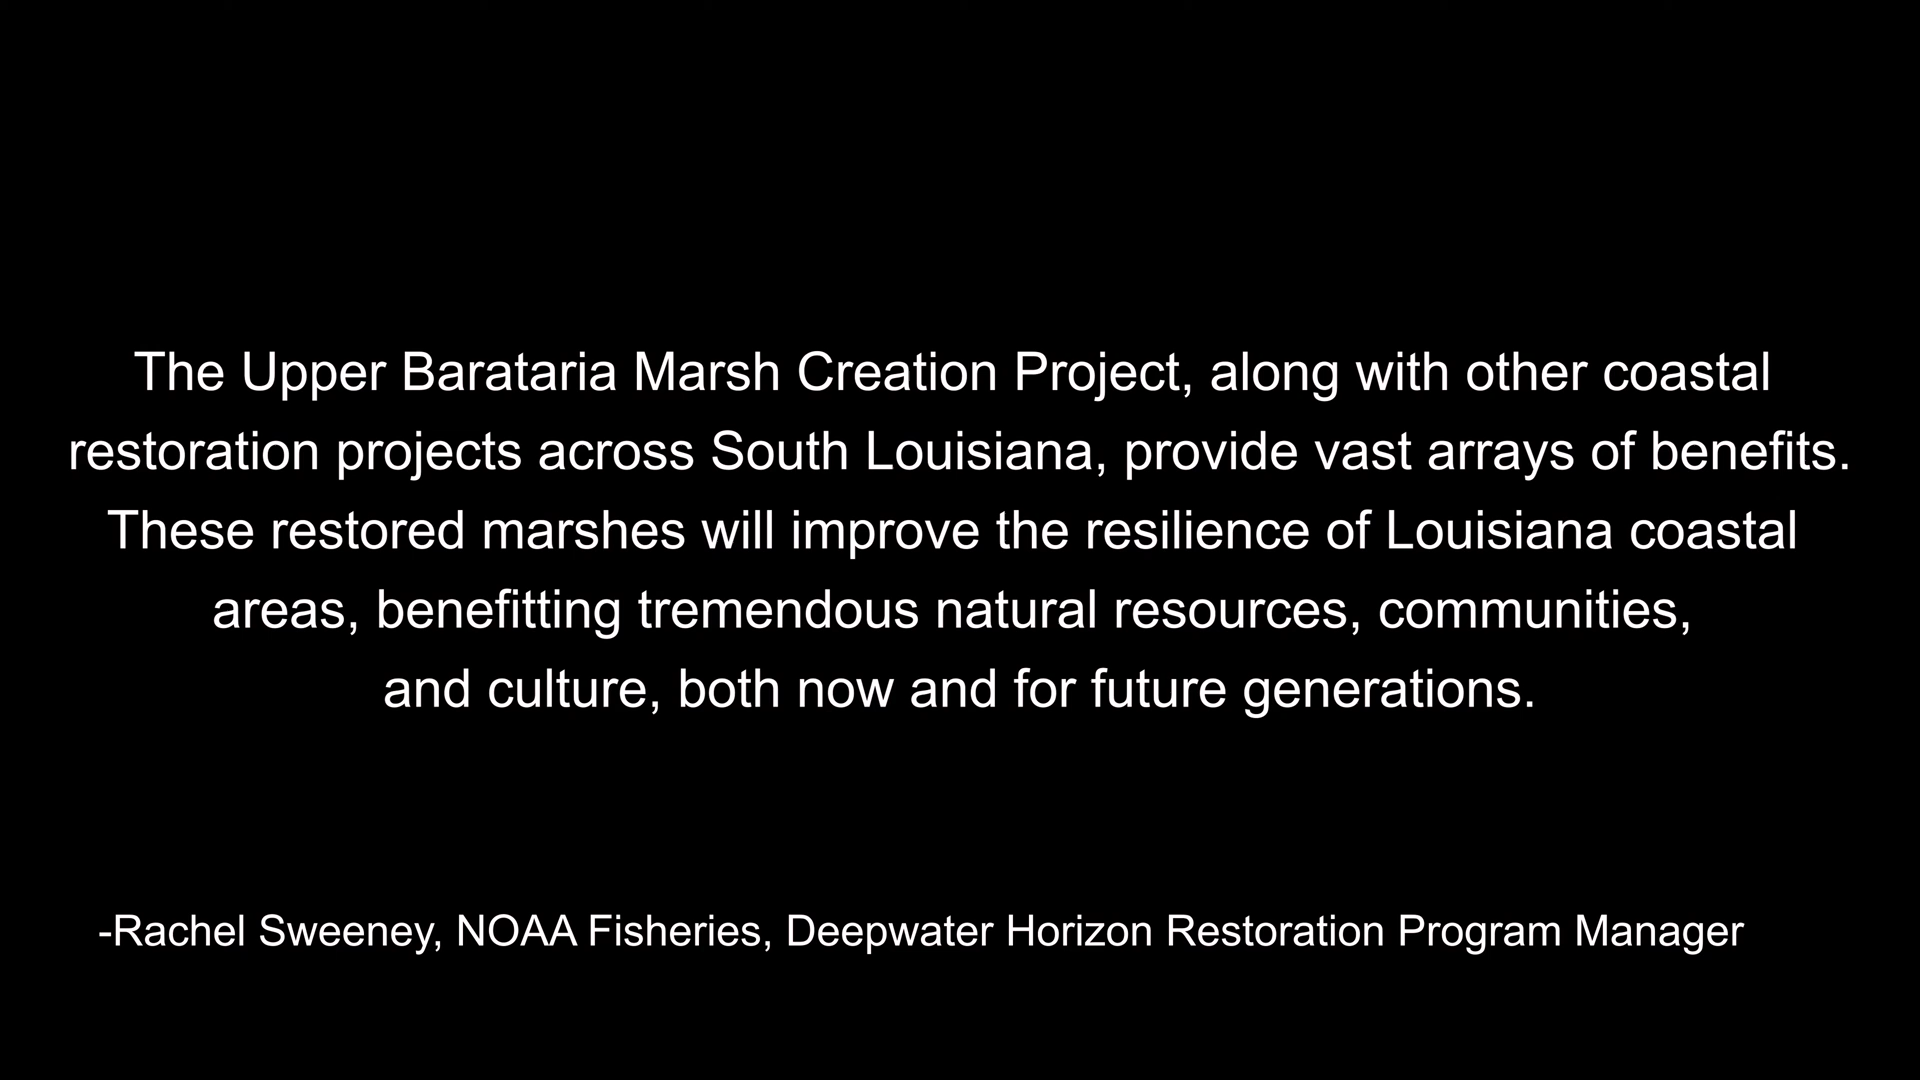 The Upper Barataria Marsh Creation Project, along with other coastal
restoration projects across South Louisiana, provide vast arrays of benefits.
These restored marshes will improve the resilience of Louisiana coastal
areas, benefitting tremendous natural resources, communities,
and culture, both now and for future generations.
-Rachel Sweeney, NOAA Fisheries, Deepwater Horizon Restoration Program Manager